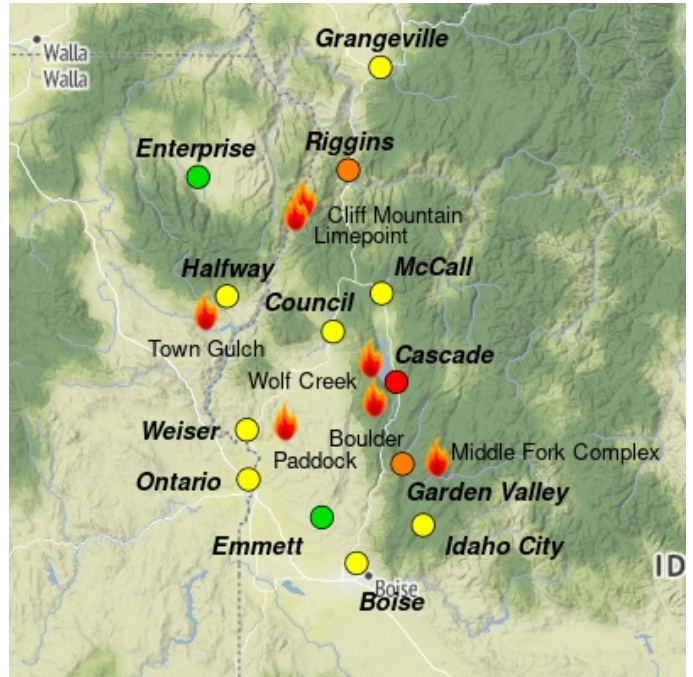 Grangeville
Walla
Walla
Enterprise
Riggins
Cliff Mountain
Limepoint
Halfway
McCall
Council
Town Gulch
Cascade
Wolf Creek
Weiser
Boulder
Middle Fork Complex
Paddock
Ontario
Garden Valley
Emmett
Idaho City
ID
Boise
Boise